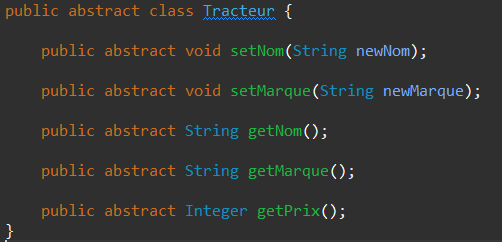 public abstract class Tracteur {
public abstract void setNom(String newNom);
public abstract void setMarque(String newMarque);
public abstract String getNom();
public abstract String getMarque();
public abstract Integer getPrix();
}